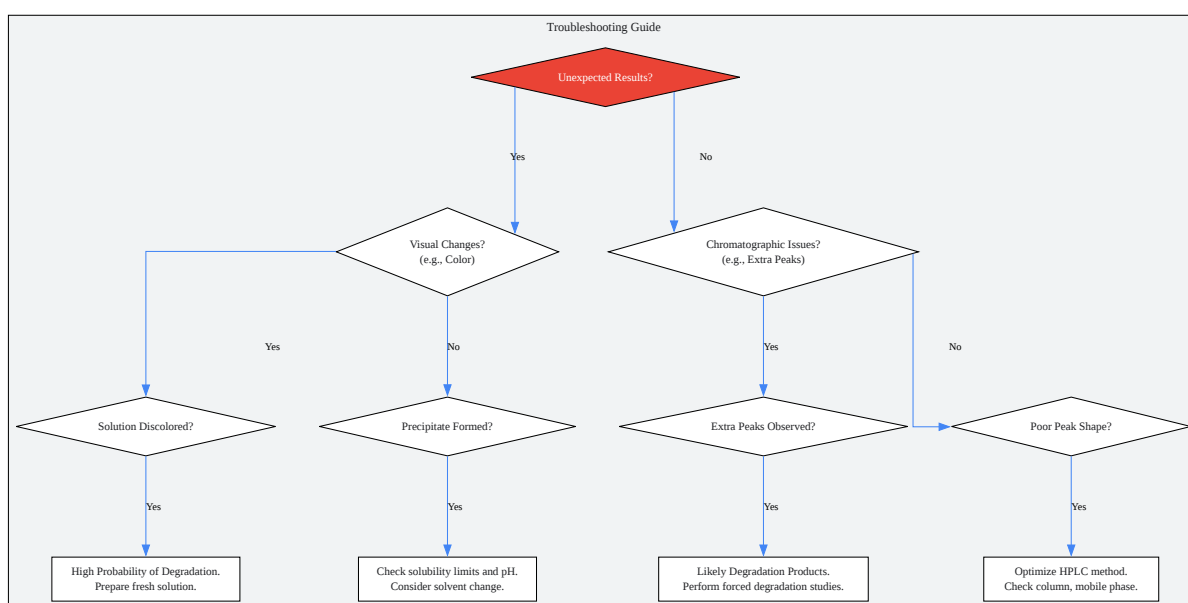 Troubleshooting Guide
Unexpected Results?
Yes
No
Visual Changes?
(e.g., Color)
Chromatographic Issues?
(e.g., Extra Peaks)
Yes
No
Yes
No
Solution Discolored?
Precipitate Formed?
Extra Peaks Observed?
Poor Peak Shape?
Yes
Yes
Yes
Yes
High Probability of Degradation.
Prepare fresh solution.
Check solubility limits and pH.
Consider solvent change.
Likely Degradation Products.
Perform forced degradation studies.
Optimize HPLC method.
Check column, mobile phase.